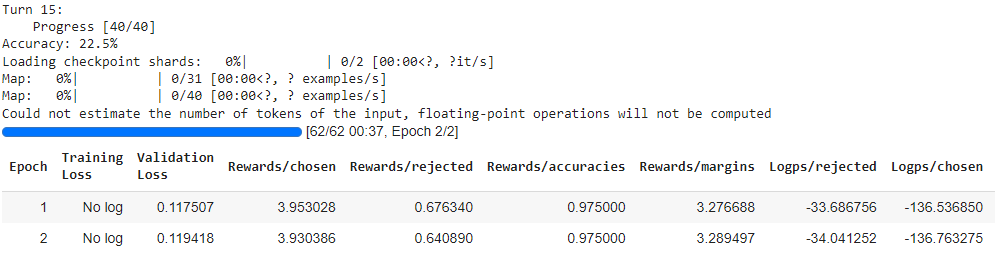 Turn 15:
Progress [40/40]
Accuracy: 22.5%
Loading checkpoint shards:   0%|          | 0/2 [00:00<?, ?it/s]
Map:   0%|          | 0/31 [00:00<?, ? examples/s]
Map:   0%|          | 0/40 [00:00<?, ? examples/s]
Could not estimate the number of tokens of the input, floating-point operations will not be computed
[62/62 00:37, Epoch 2/2]
Epoch Training Loss Validation Loss Rewards/chosen Rewards/rejected Rewards/accuracies Rewards/margins Logps/rejected Logps/chosen
1 No log 0.117507 3.953028 0.676340 0.975000 3.276688 -33.686756 -136.536850
2 No log 0.119418 3.930386 0.640890 0.975000 3.289497 -34.041252 -136.763275